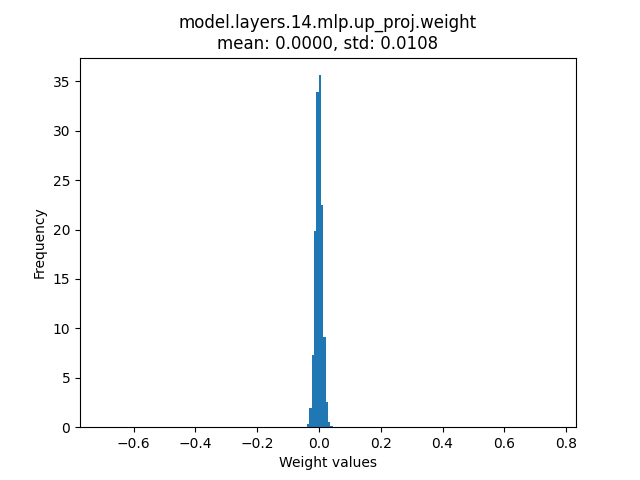 model.layers.14.mlp.up_proj.weight
mean: 0.0000, std: 0.0108
Frequency
35
30
25
20
15
10
5
0
−0.6 −0.4 −0.2 0.0 0.2 0.4 0.6 0.8
Weight values